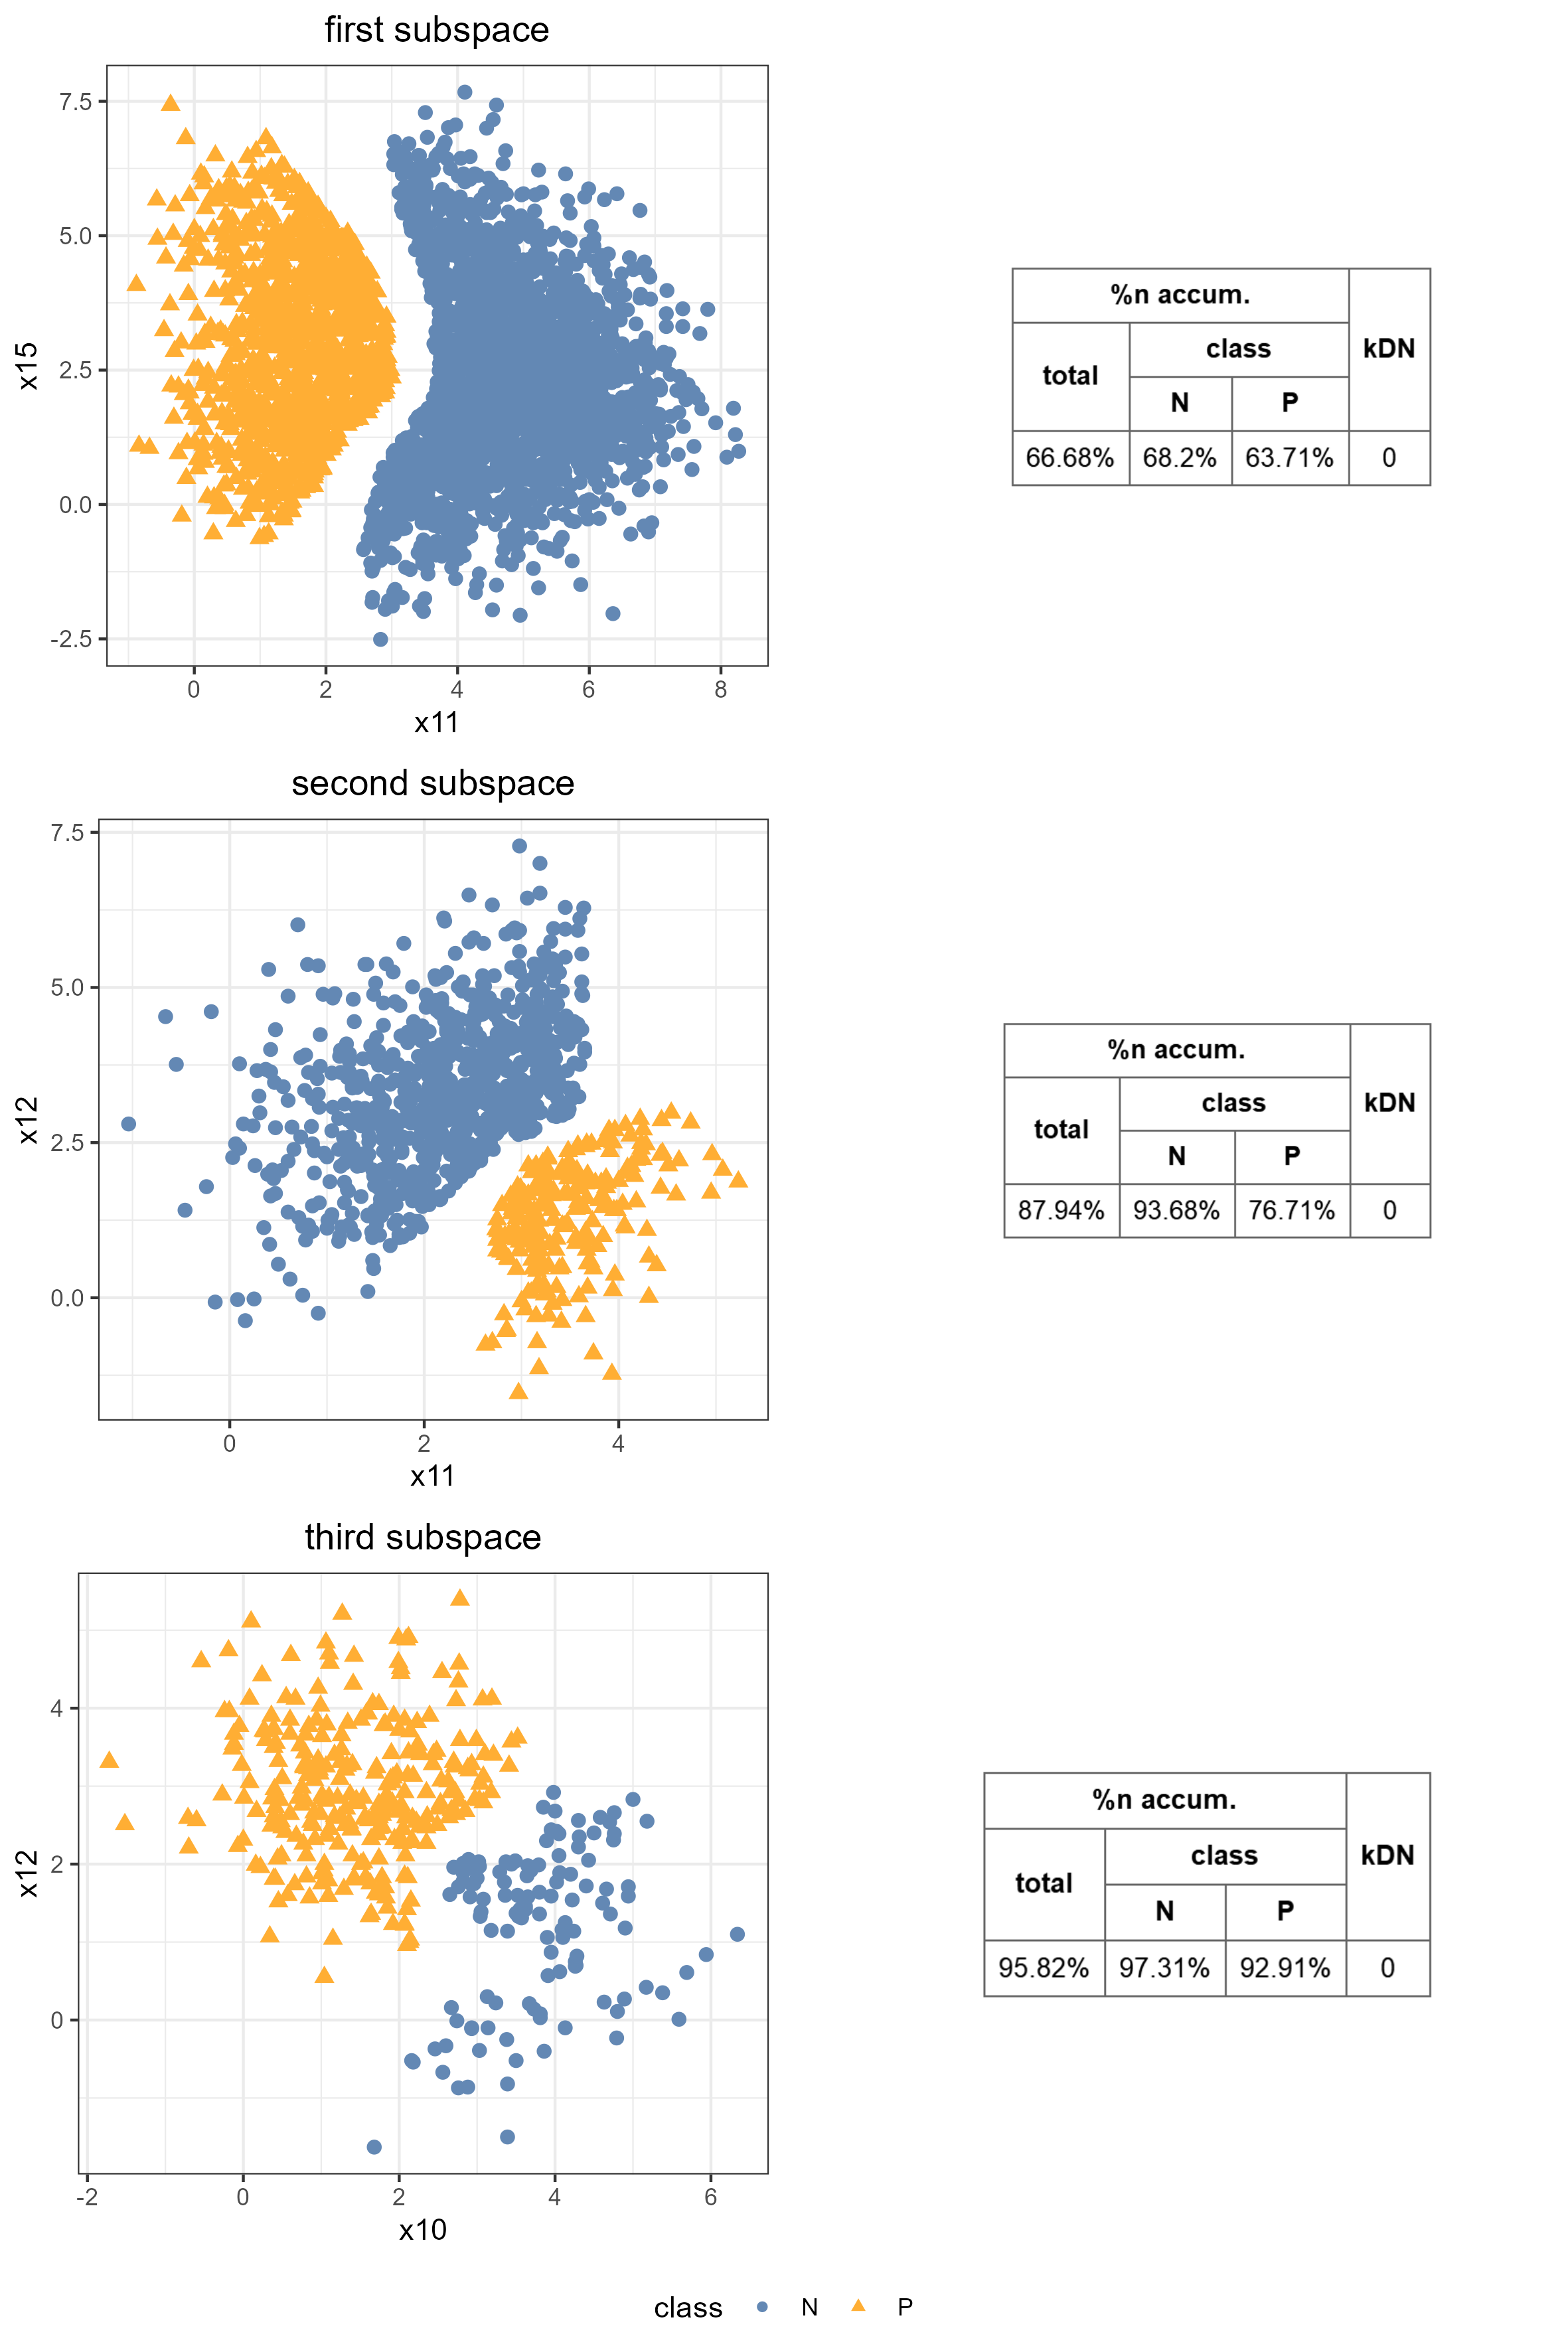 first subspace
7.5
5.0
2.5
0.0
-2.5
x15
0 2 4 6 8
x11
%n accum.
kDN
total
class
N P
66.68% 68.2% 63.71% 0
second subspace
7.5
5.0
2.5
0.0
x12
0 2 4
x11
%n accum.
kDN
total
class
N P
87.94% 93.68% 76.71% 0
third subspace
4
2
0
x12
-2 0 2 4 6
x10
%n accum.
kDN
total
class
N P
95.82% 97.31% 92.91% 0
class N P